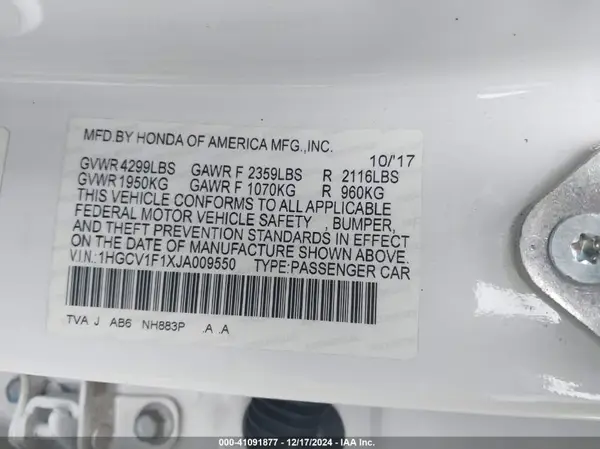 MFD.BY HONDA OF AMERICA MFG.,INC.
10/'17
GVWR 4299LBS GAWR F 2359LBS R 2116LBS
GVWR 1950KG GAWR F 1070KG R 960KG
THIS VEHICLE CONFORMS TO ALL APPLICABLE
FEDERAL MOTOR VEHICLE SAFETY , BUMPER,
AND THEFT PREVENTION STANDARDS IN EFFECT
ON THE DATE OF MANUFACTURE SHOWN ABOVE.
V.I.N.: 1HGCV1F1XJA009550 TYPE:PASSENGER CAR
TVA J AB6 NH883P .A .A
000-41091877 - 12/17/2024 - IAA Inc.